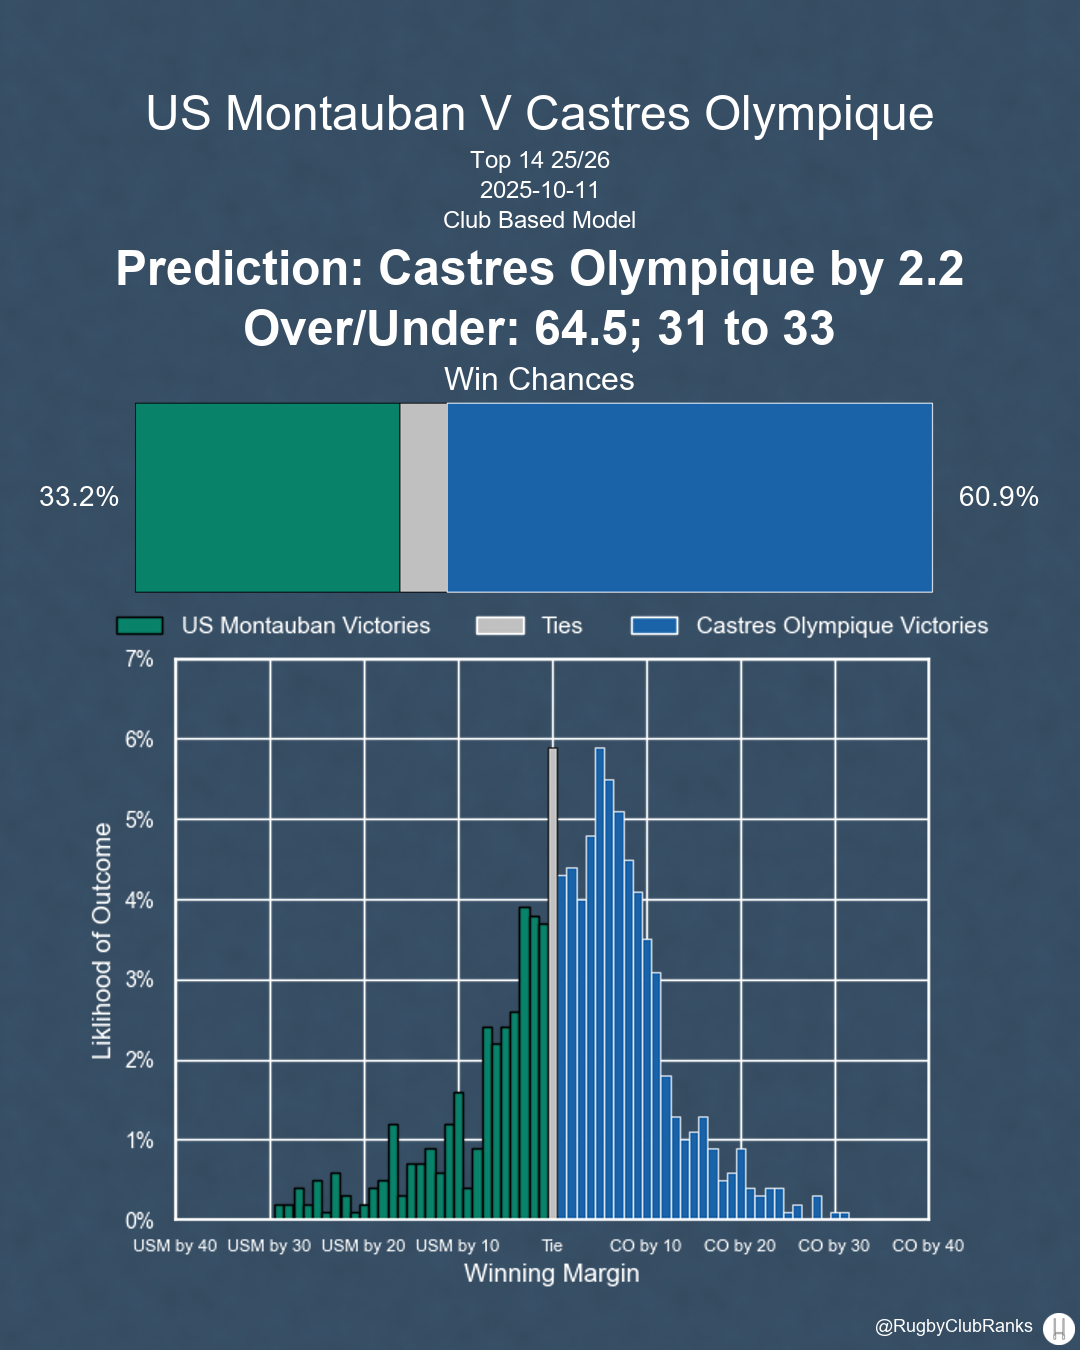 US Montauban V Castres Olympique
Top 14 25/26
2025-10-11
Club Based Model
Prediction: Castres Olympique by 2.2
Over/Under: 64.5; 31 to 33
Win Chances
33.2%
60.9%
US Montauban Victories
Ties
Castres Olympique Victories
7%
6%
5%
4%
3%
2%
1%
0%
Liklihood of Outcome
USM by 40
USM by 30
USM by 20
USM by 10
Tie
CO by 10
CO by 20
CO by 30
CO by 40
Winning Margin
@RugbyClubRanks